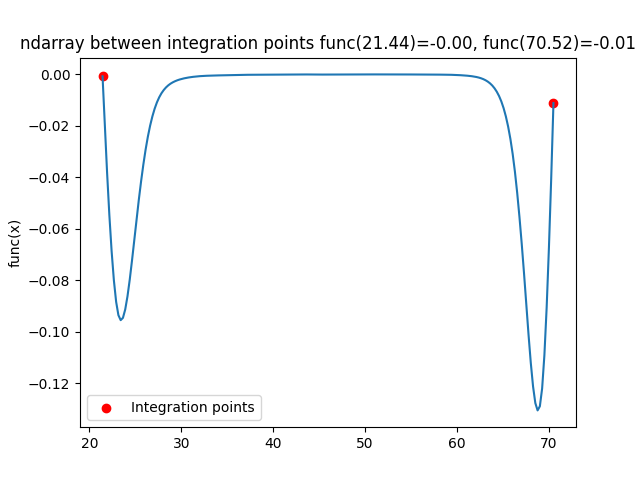 ndarray between integration points func(21.44)=-0.00, func(70.52)=-0.01
0.00
−0.02
−0.04
−0.06
−0.08
−0.10
−0.12
func(x)
Integration points
20 30 40 50 60 70